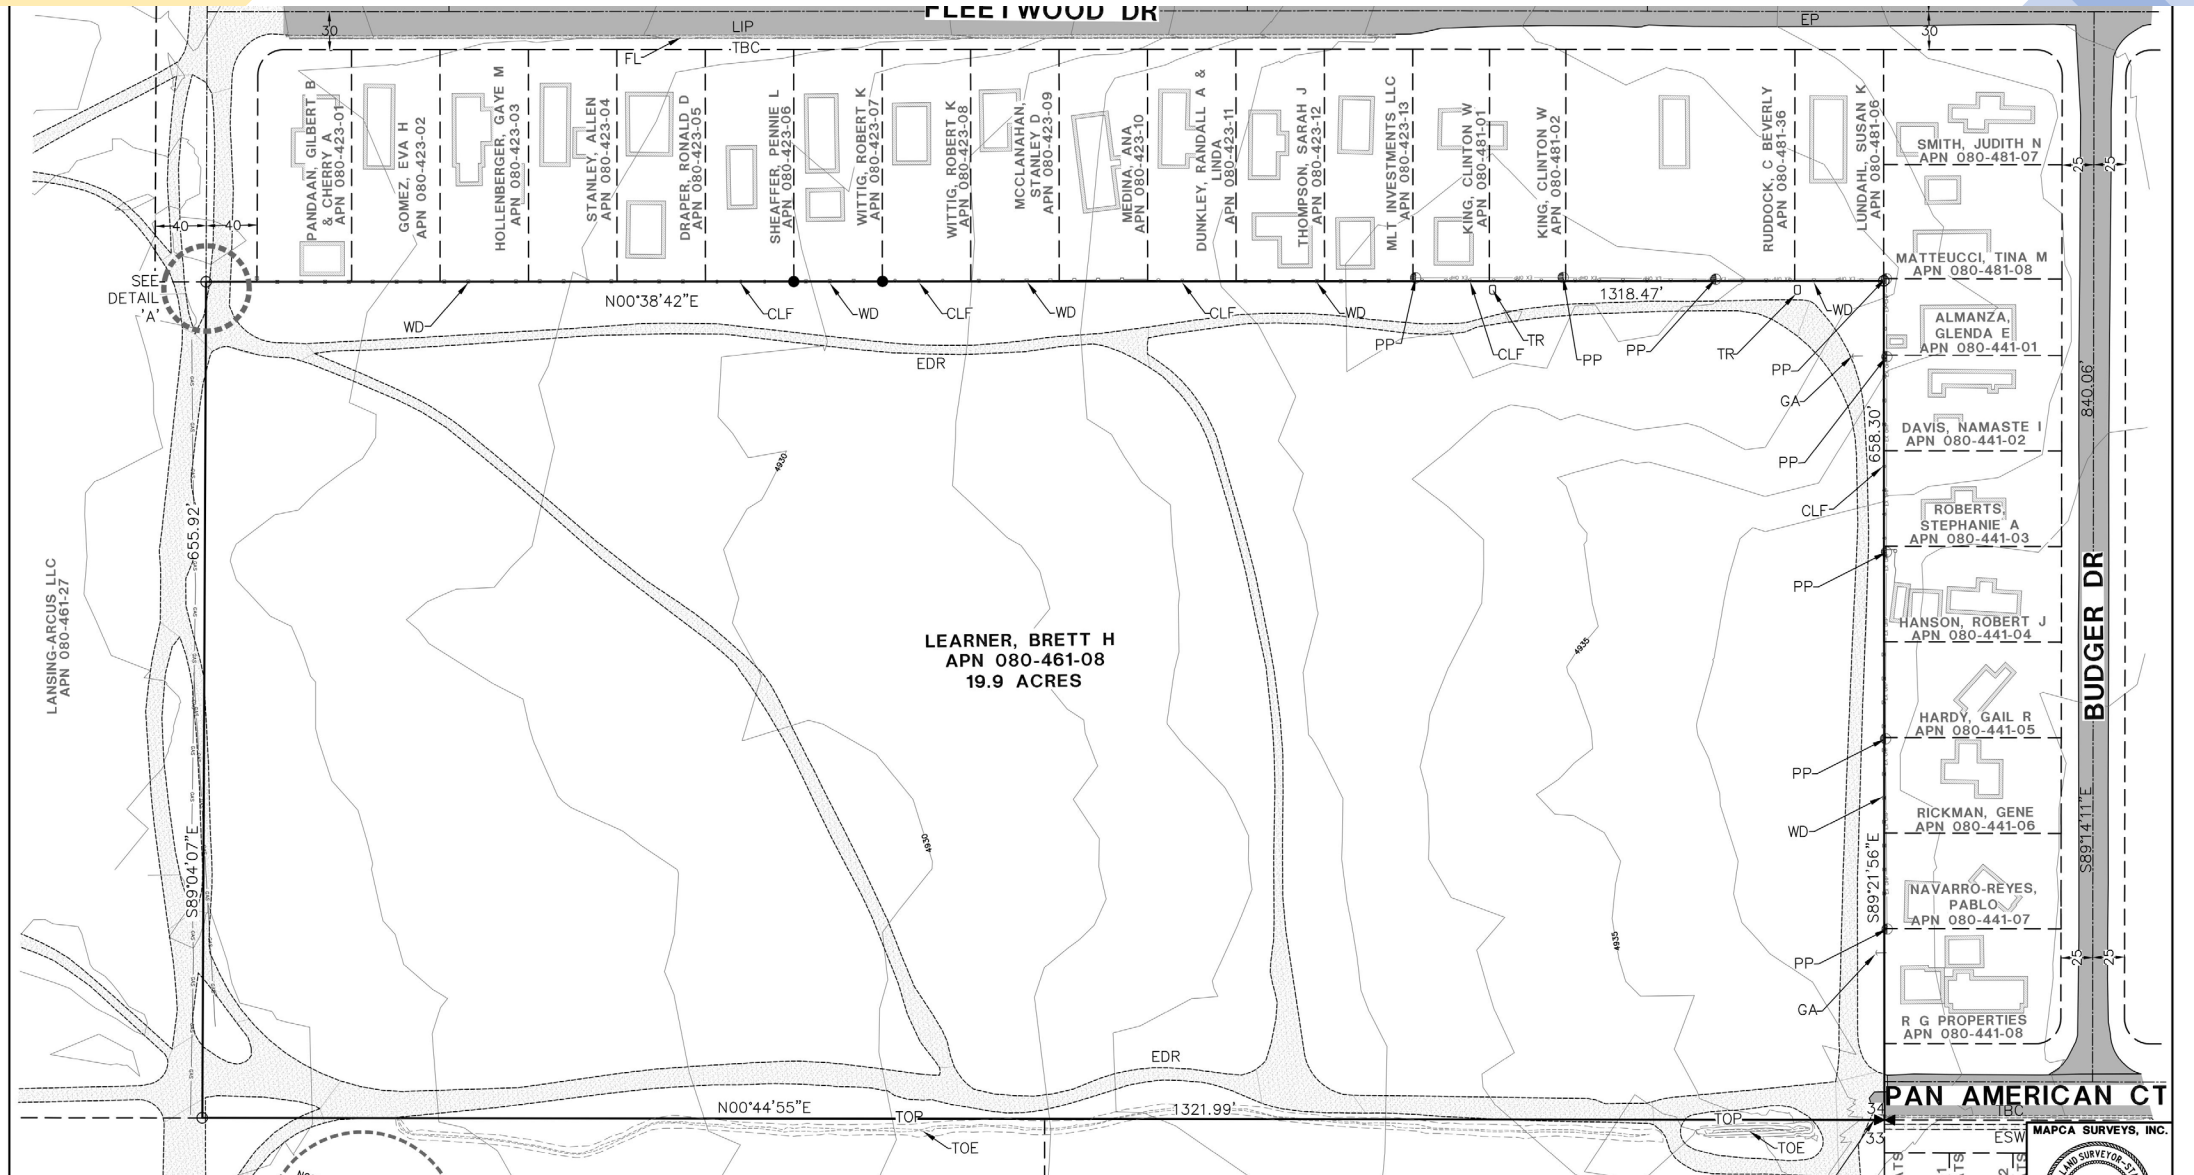 FLEETWOOD DR
30
LIP
EP
30
TBC
FL
PANDAAN, GILBERT B
& CHERRY A
APN 080-423-01
GOMEZ, EVA H
APN 080-423-02
HOLLENBERGER, GAYE M
APN 080-423-03
STANLEY, ALLEN
APN 080-423-04
DRAPER, RONALD D
APN 080-423-05
SHEAFFER, PENNIE L
APN 080-423-06
WITTIG, ROBERT K
APN 080-423-07
WITTIG, ROBERT K
APN 080-423-08
MCCLANAHAN,
STANLEY D
APN 080-423-09
MEDINA, ANA
APN 080-423-10
DUNKLEY, RANDALL A &
LINDA
APN 080-423-11
THOMPSON, SARAH J
APN 080-423-12
MLT INVESTMENTS LLC
APN 080-423-13
KING, CLINTON W
APN 080-481-01
KING, CLINTON W
APN 080-481-02
RUDDOCK, C BEVERLY
APN 080-481-36
LUNDAHL, SUSAN K
APN 080-481-06
SMITH, JUDITH N
APN 080-481-07
25
25
40
40
MATTEUCCI, TINA M
APN 080-481-08
SEE
DETAIL
'A'
N00°38'42"E
1318.47'
WD
CLF
WD
CLF
WD
CLF
WD
PP
CLF
TR
PP
PP
TR
WD
PP
GA
PP
CLF
PP
PP
WD
PP
GA
EDR
ALMANZA,
GLENDA E
APN 080-441-01
DAVIS, NAMASTE I
APN 080-441-02
ROBERTS,
STEPHANIE A
APN 080-441-03
HANSON, ROBERT J
APN 080-441-04
HARDY, GAIL R
APN 080-441-05
RICKMAN, GENE
APN 080-441-06
NAVARRO-REYES,
PABLO
APN 080-441-07
R G PROPERTIES
APN 080-441-08
658.30'
S89°21'56"E
840.06'
BUDGER DR
S89°14'11"E
25
25
4930
4930
4935
4935
655.92'
S89°04'07"E
LANSING-ARCUS LLC
APN 080-461-27
LEARNER, BRETT H
APN 080-461-08
19.9 ACRES
EDR
N00°44'55"E
TOP
1321.99'
TOP
TOE
TOE
PAN AMERICAN CT
34
33
TBC
ESW
MAPCA SURVEYS, INC.
LAND SURVEYOR-ST